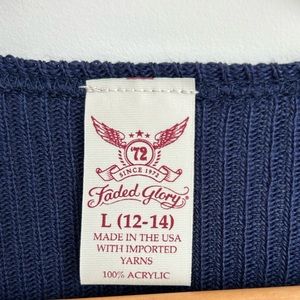 '72
SINCE 1972
Faded Glory
L (12-14)
MADE IN THE USA
WITH IMPORTED
YARNS
100% ACRYLIC